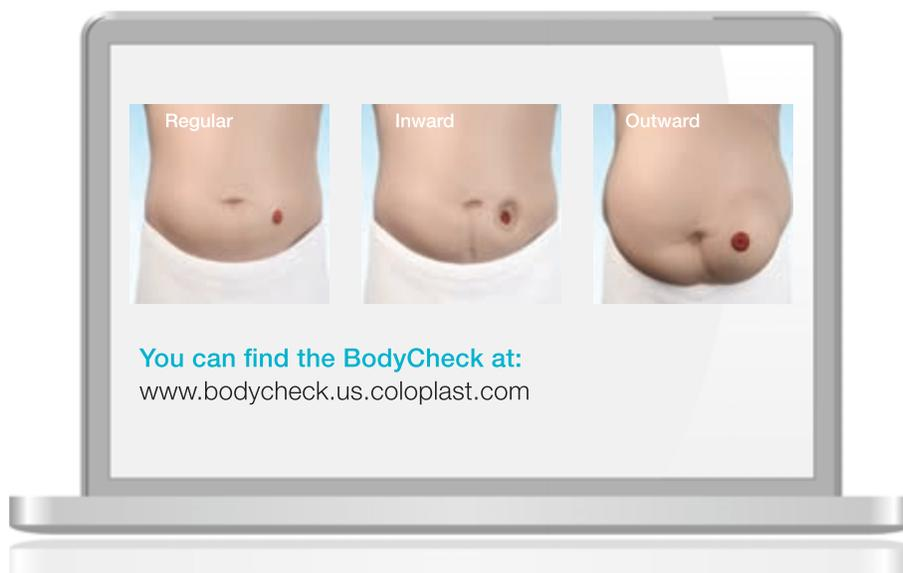 Regular
Inward
Outward
You can find the BodyCheck at:
www.bodycheck.us.coloplast.com